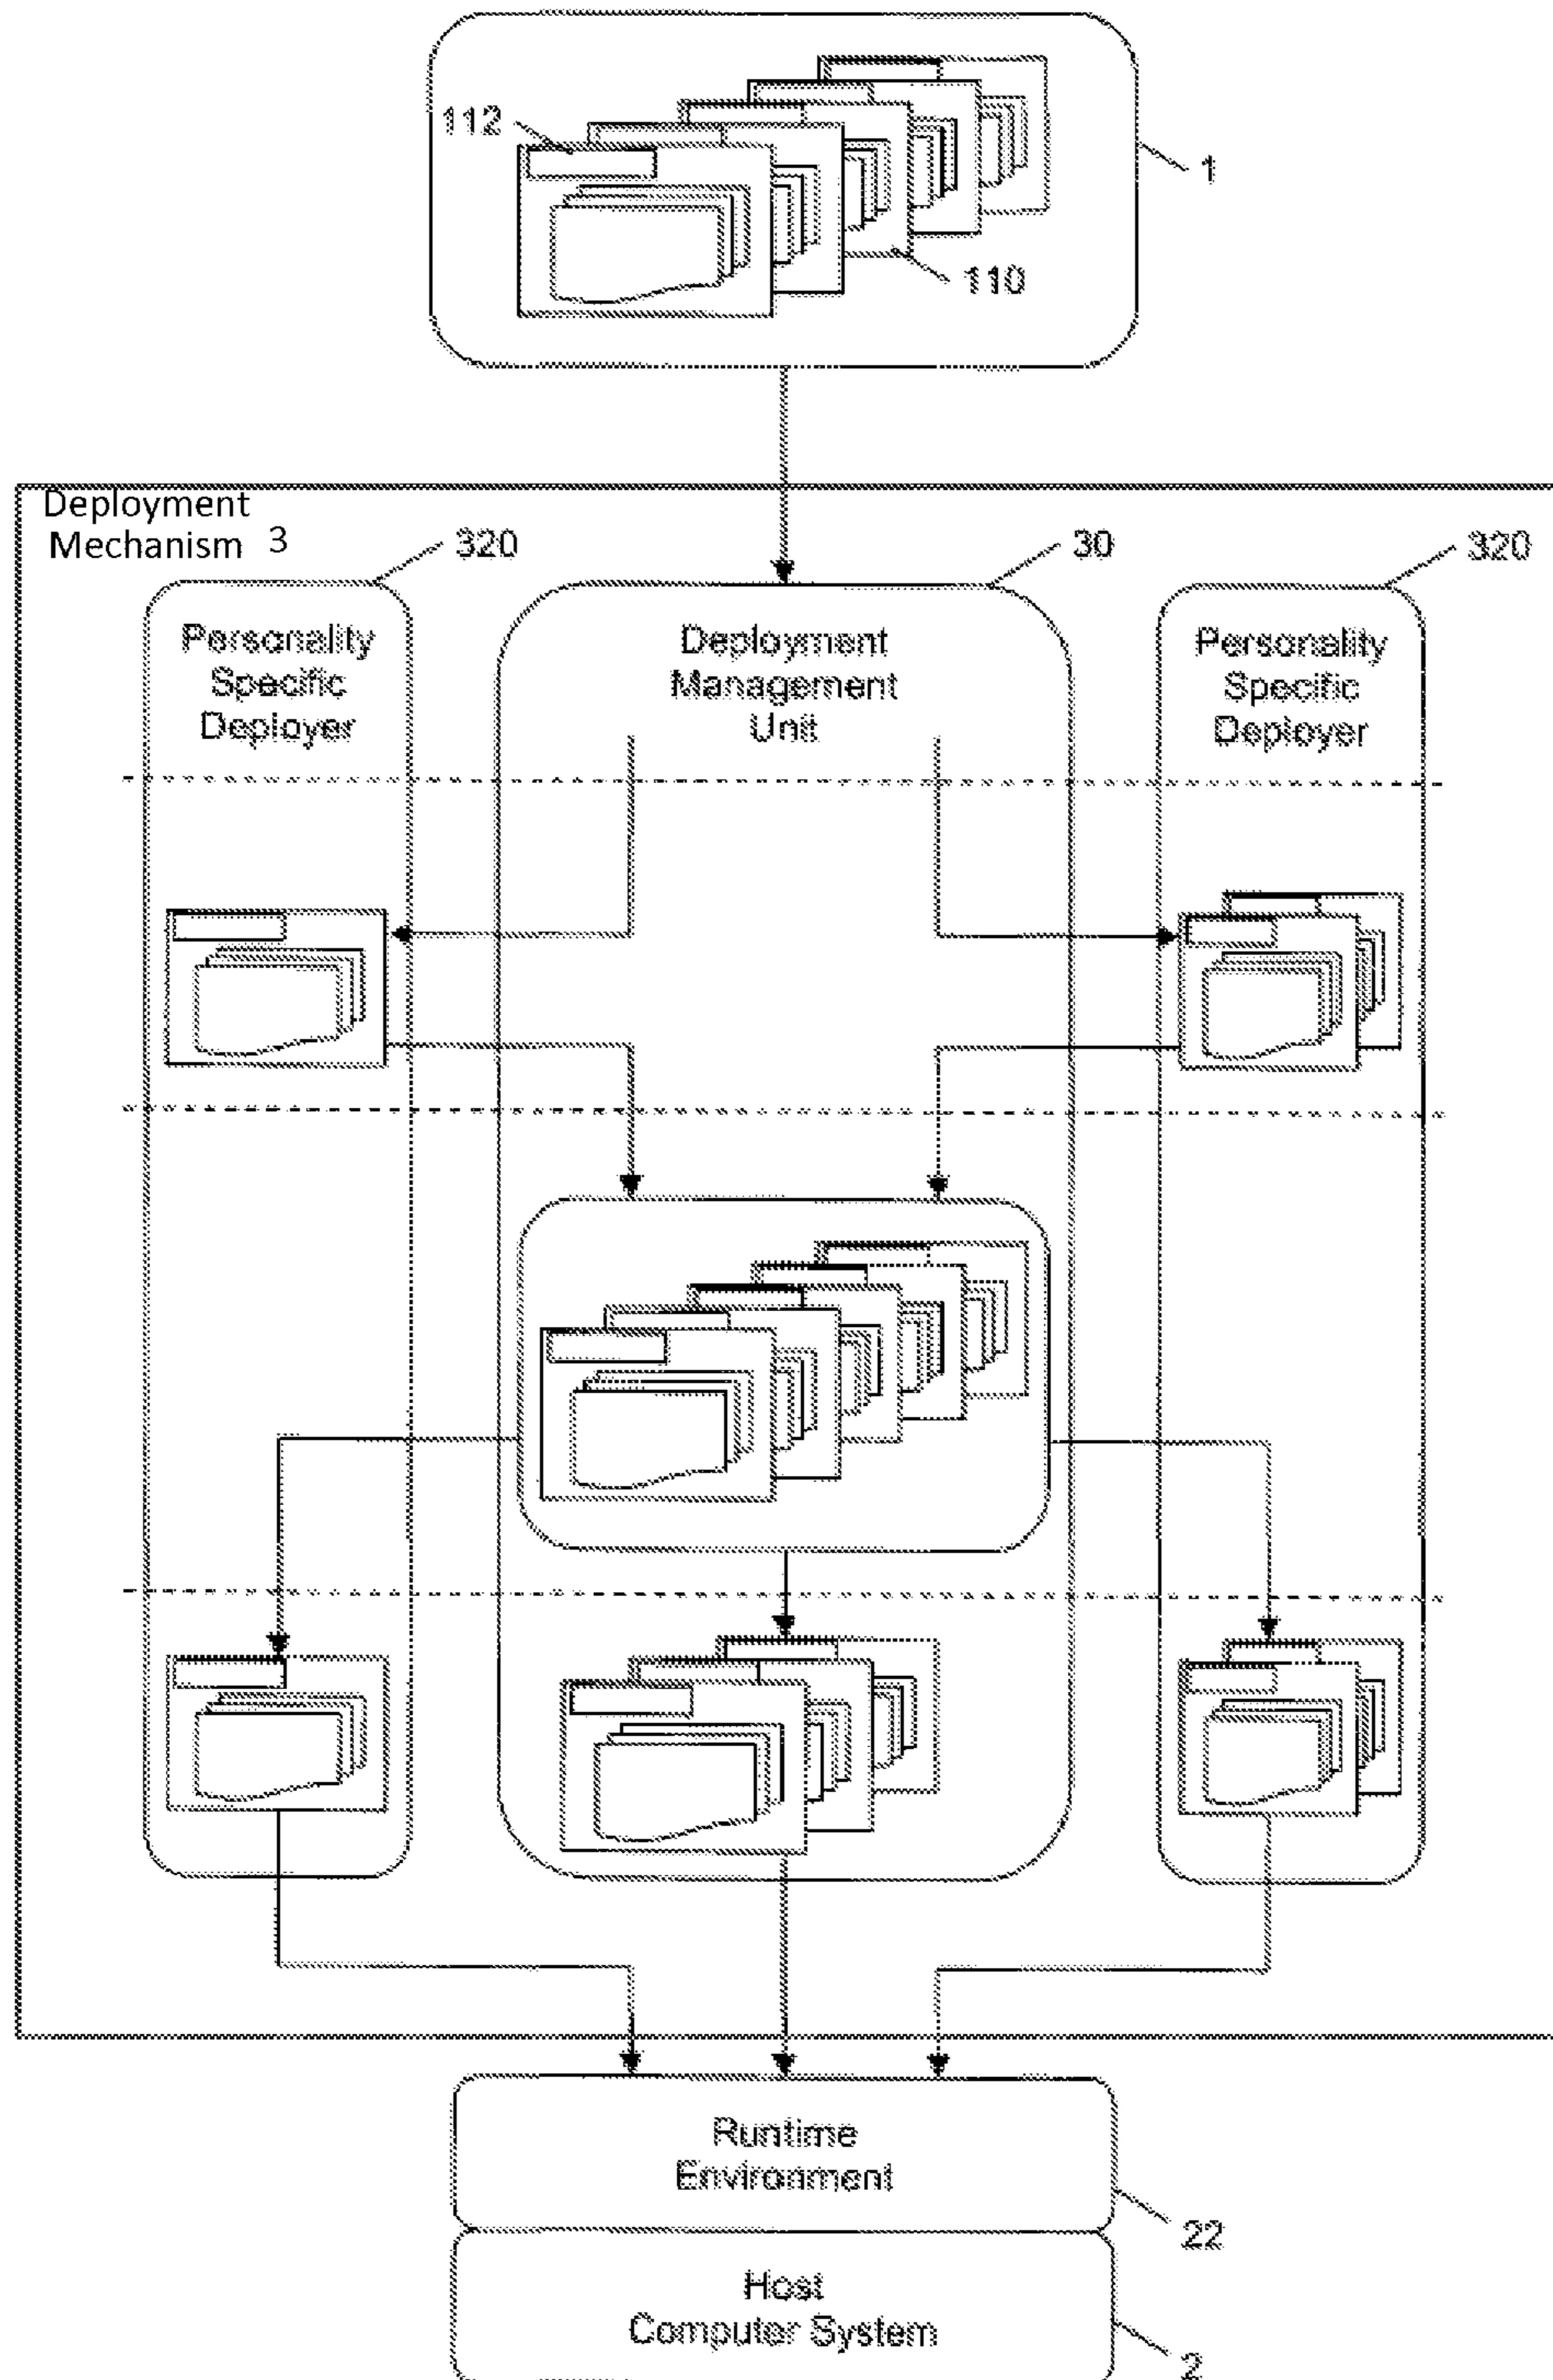 112
1
110
Deployment
Mechanism 3
320
30
320
Personality
Specific
Deployer
Deployment
Management
Unit
Personality
Specific
Deployer
Runtime
Environment
22
Host
Computer System
2